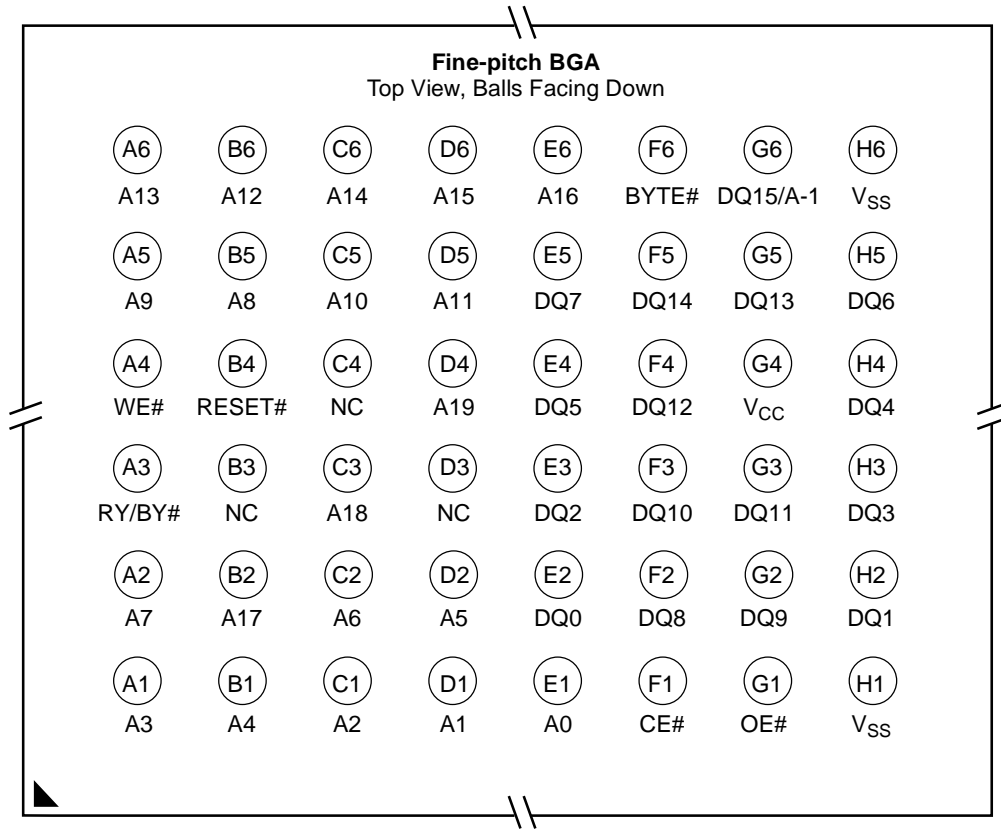 Fine-pitch BGA
Top View, Balls Facing Down
A6 B6 C6 D6 E6 F6 G6 H6
A13 A12 A14 A15 A16 BYTE# DQ15/A-1 VSS
A5 B5 C5 D5 E5 F5 G5 H5
A9 A8 A10 A11 DQ7 DQ14 DQ13 DQ6
A4 B4 C4 D4 E4 F4 G4 H4
WE# RESET# NC A19 DQ5 DQ12 VCC DQ4
A3 B3 C3 D3 E3 F3 G3 H3
RY/BY# NC A18 NC DQ2 DQ10 DQ11 DQ3
A2 B2 C2 D2 E2 F2 G2 H2
A7 A17 A6 A5 DQ0 DQ8 DQ9 DQ1
A1 B1 C1 D1 E1 F1 G1 H1
A3 A4 A2 A1 A0 CE# OE# VSS